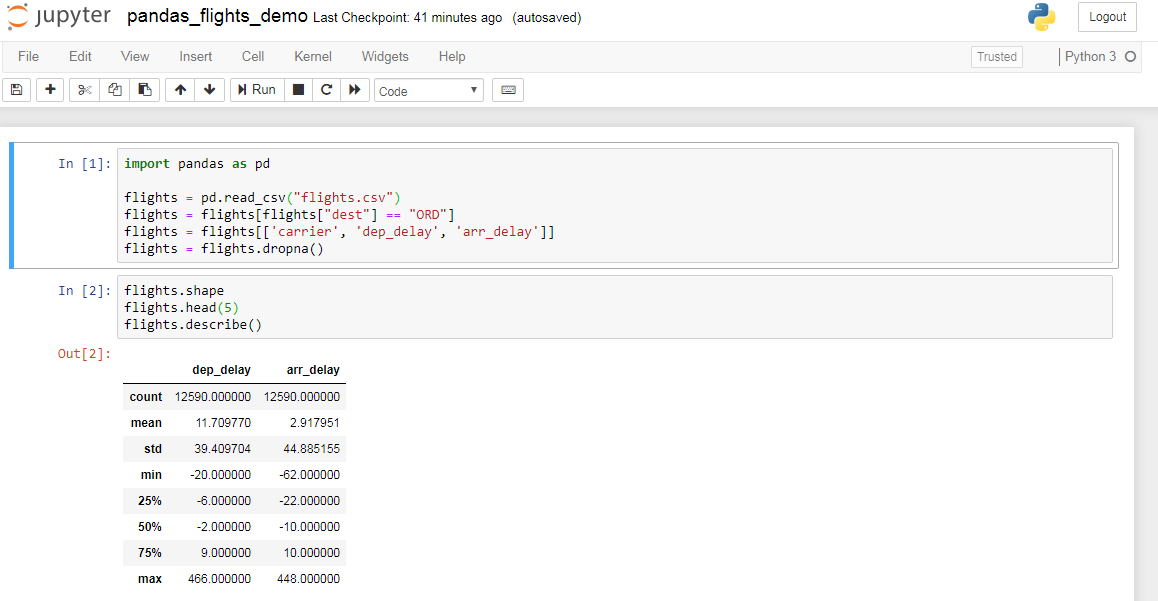 jupyter pandas_flights_demo Last Checkpoint: 41 minutes ago (autosaved) Logout
File Edit View Insert Cell Kernel Widgets Help Trusted Python 3
Run Code
In [1]: import pandas as pd
flights = pd.read_csv("flights.csv")
flights = flights[flights["dest"] == "ORD"]
flights = flights[['carrier', 'dep_delay', 'arr_delay']]
flights = flights.dropna()
In [2]: flights.shape
flights.head(5)
flights.describe()
Out[2]:
dep_delay arr_delay
count 12590.000000 12590.000000
mean 11.709770 2.917951
std 39.409704 44.885155
min -20.000000 -62.000000
25% -6.000000 -22.000000
50% -2.000000 -10.000000
75% 9.000000 10.000000
max 466.000000 448.000000